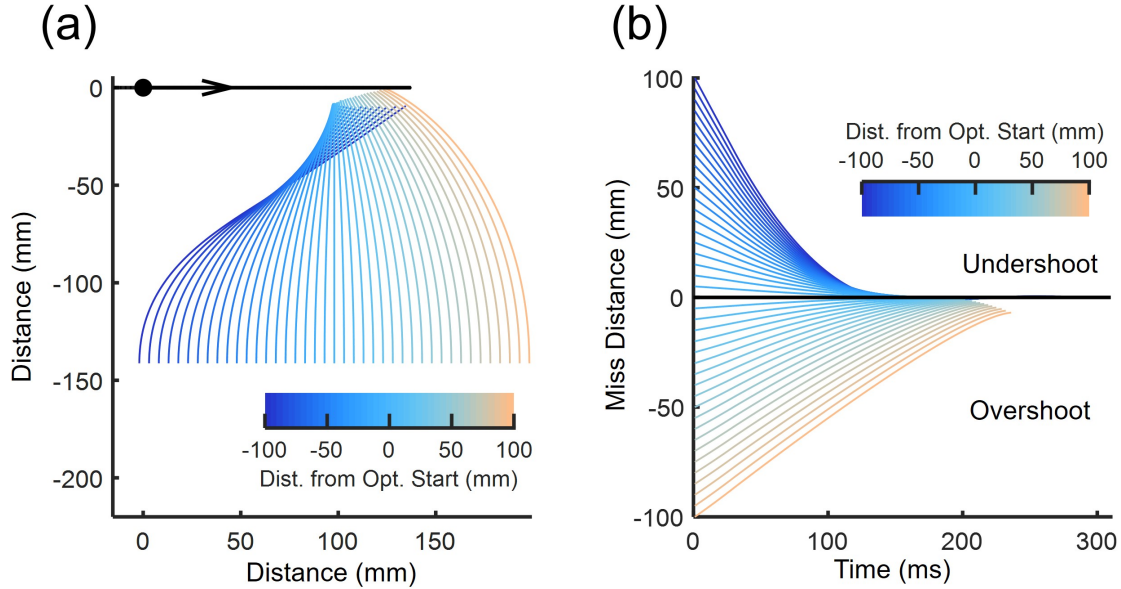 (a)
0
-50
-100
-150
-200
Distance (mm)
-100 -50 0 50 100
Dist. from Opt. Start (mm)
0 50 100 150
Distance (mm)
(b)
100
50
0
-50
-100
Miss Distance (mm)
Dist. from Opt. Start (mm)
-100 -50 0 50 100
Undershoot
Overshoot
0 100 200 300
Time (ms)